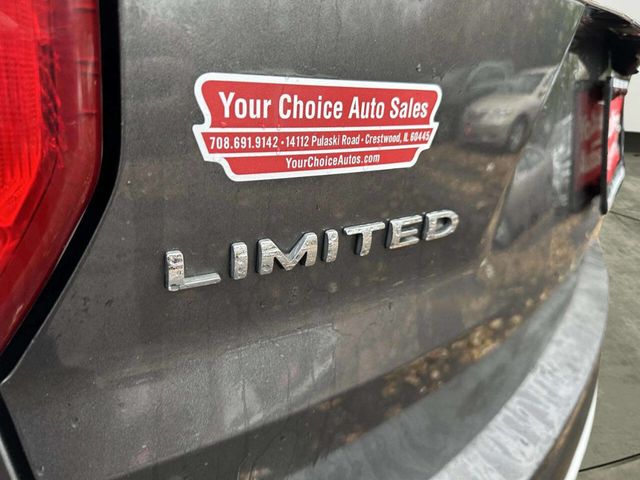 Your Choice Auto Sales
708.691.9142 • 14112 Pulaski Road • Crestwood, IL 60445
YourChoiceAutos.com
LIMITED